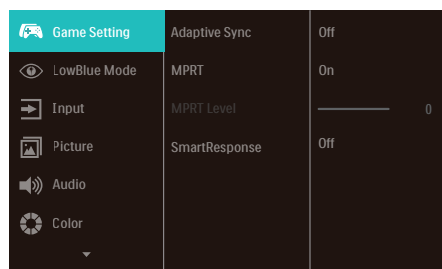 Game Setting
LowBlue Mode
Input
Picture
Audio
Color
Adaptive Sync
MPRT
MPRT Level
SmartResponse
Off
On
0
Off